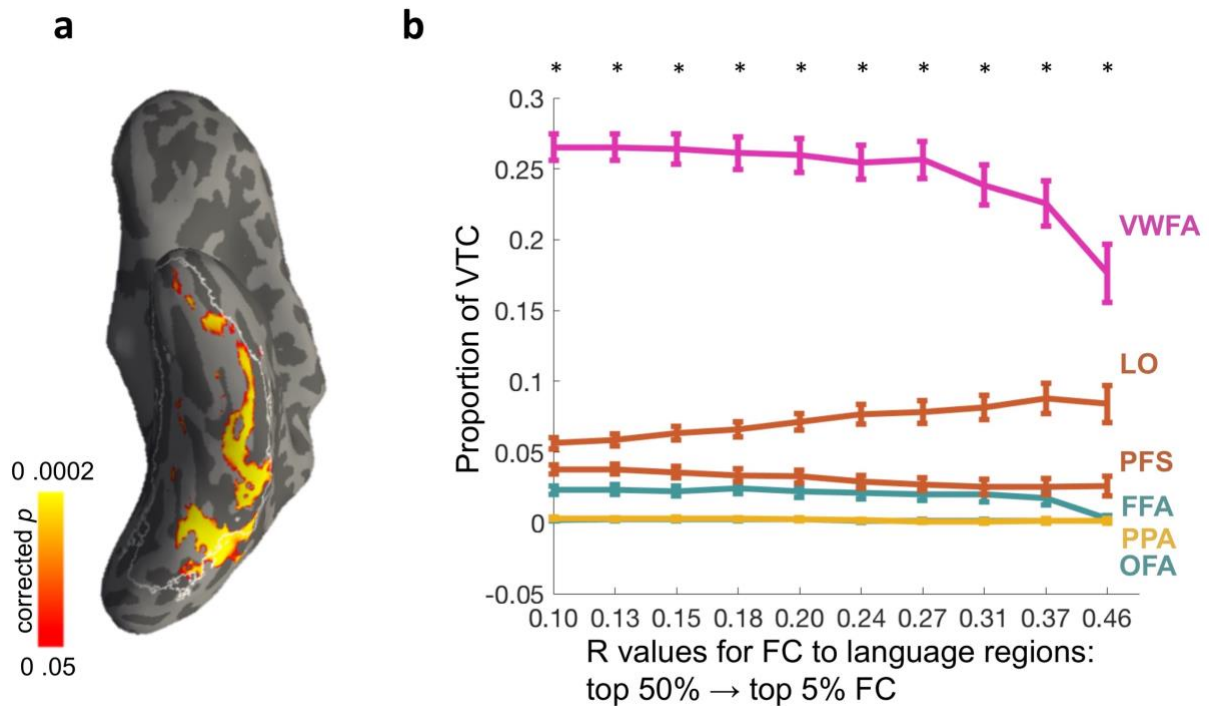 a
0 .0002
corrected p
0 .05
b
* * * * * * * * * *
Proportion of VTC
0.3
0.25
0.2
0.15
0.1
0.05
0
-0.05
VWFA
LO
PFS
FFA
PPA
OFA
0.10 0.13 0.15 0.18 0.20 0.24 0.27 0.31 0.37 0.46
R values for FC to language regions:
top 50% → top 5% FC